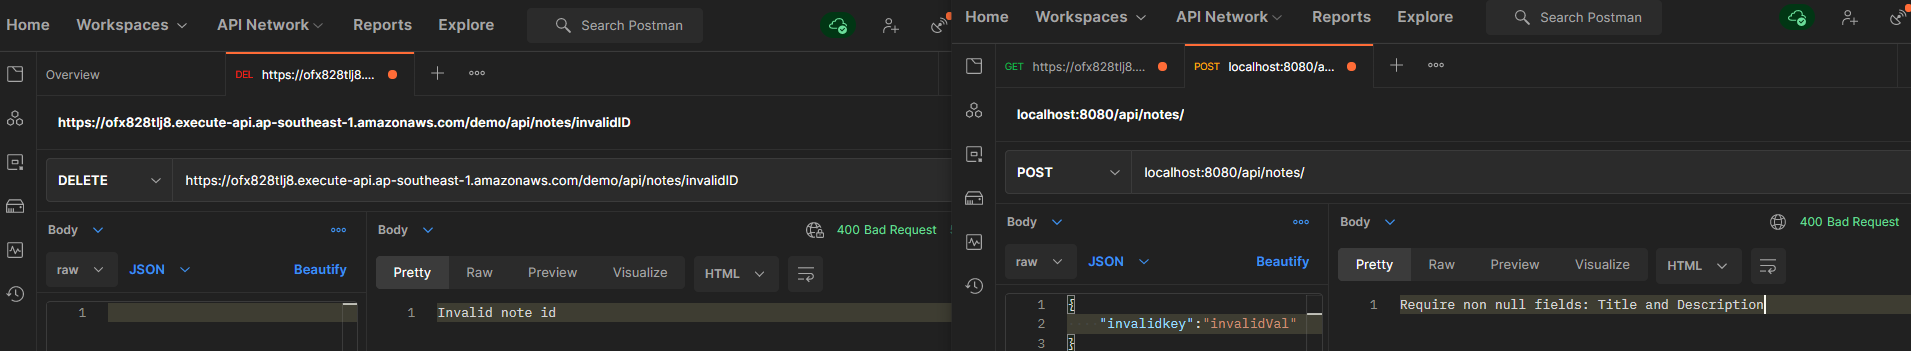 Home Workspaces API Network Reports Explore Search Postman
Overview DEL https://ofx828tlj8....
https://ofx828tlj8.execute-api.ap-southeast-1.amazonaws.com/demo/api/notes/invalidID
DELETE https://ofx828tlj8.execute-api.ap-southeast-1.amazonaws.com/demo/api/notes/invalidID
Body Body 400 Bad Request
raw JSON Beautify Pretty Raw Preview Visualize HTML
1 1 Invalid note id
Home Workspaces API Network Reports Explore Search Postman
GET https://ofx828tlj8.... POST localhost:8080/a...
localhost:8080/api/notes/
POST localhost:8080/api/notes/
Body Body 400 Bad Request
raw JSON Beautify Pretty Raw Preview Visualize HTML
1 { 1 Require non null fields: Title and Description
2 "invalidkey":"invalidVal"
3 }